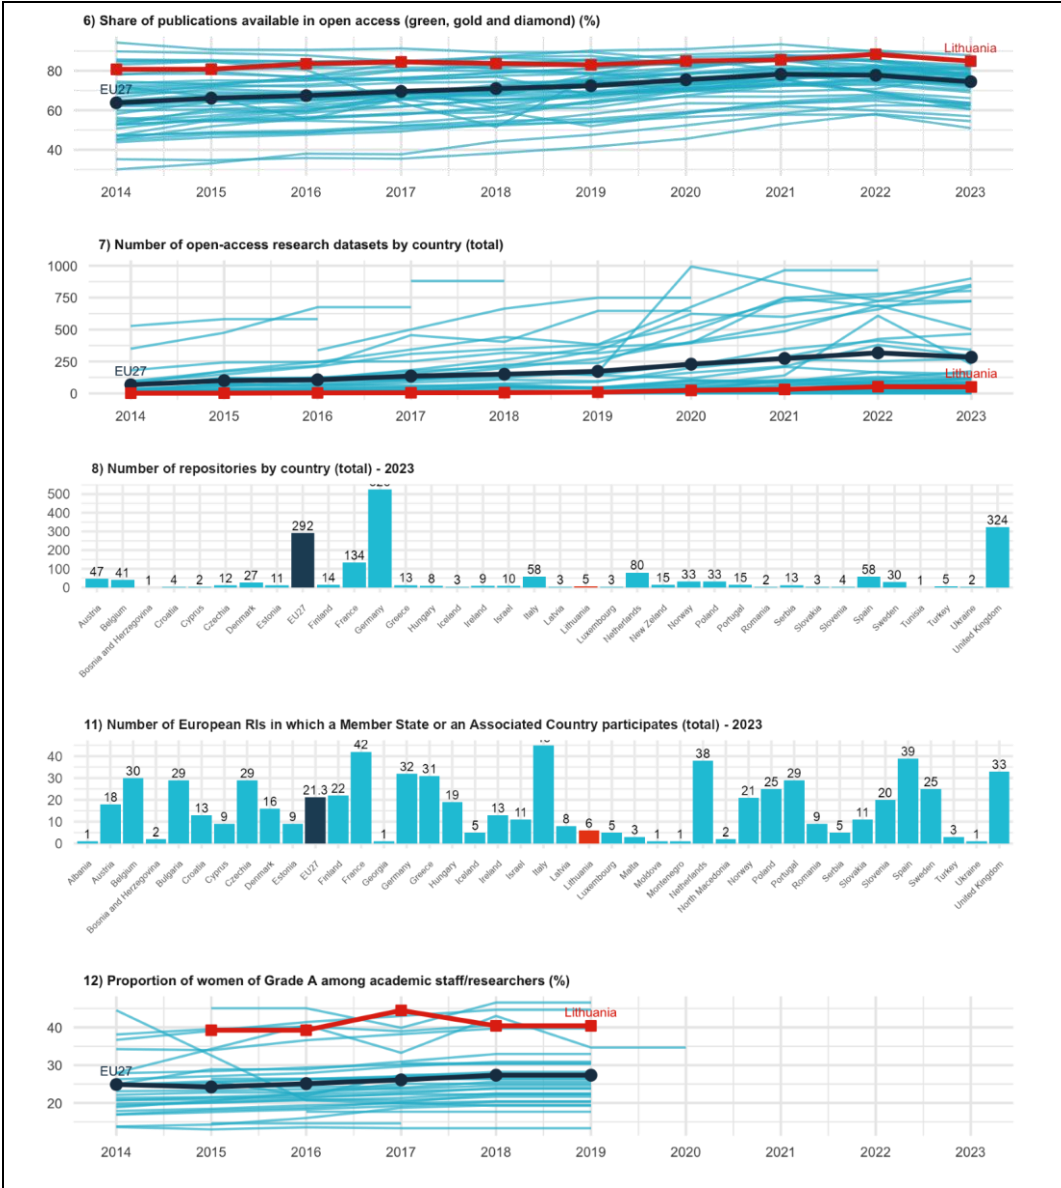 6) Share of publications available in open access (green, gold and diamond) (%)
Lithuania
80
EU27
60
40
2014 2015 2016 2017 2018 2019 2020 2021 2022 2023
7) Number of open-access research datasets by country (total)
1000
750
500
250
EU27
Lithuania
0
2014 2015 2016 2017 2018 2019 2020 2021 2022 2023
8) Number of repositories by country (total) - 2023
500
400
300
200
100
0
47 41 1 4 2 12 27 11 292 14 134 13 8 3 9 10 58 3 5 3 80 15 33 33 15 2 13 3 4 58 30 1 5 2 324
Austria Belgium Bosnia and Herzegovina Croatia Cyprus Czechia Denmark Estonia EU27 Finland France Germany Greece Hungary Iceland Ireland Israel Italy Latvia Lithuania Luxembourg Netherlands New Zeland Norway Poland Portugal Romania Serbia Slovakia Slovenia Spain Sweden Tunisia Turkey Ukraine United Kingdom
11) Number of European RIs in which a Member State or an Associated Country participates (total) - 2023
40
30
20
10
0
1 18 30 2 29 13 9 29 16 9 21.3 22 42 1 32 31 19 5 13 11 8 6 5 3 1 1 38 2 21 25 29 9 5 11 20 39 25 3 1 33
Albania Austria Belgium Bosnia and Herzegovina Bulgaria Croatia Cyprus Czechia Denmark Estonia EU27 Finland France Georgia Germany Greece Hungary Iceland Ireland Israel Italy Latvia Lithuania Luxembourg Malta Moldova Montenegro Netherlands North Macedonia Norway Poland Portugal Romania Serbia Slovakia Slovenia Spain Sweden Turkey Ukraine United Kingdom
12) Proportion of women of Grade A among academic staff/researchers (%)
40
Lithuania
30
EU27
20
2014 2015 2016 2017 2018 2019 2020 2021 2022 2023